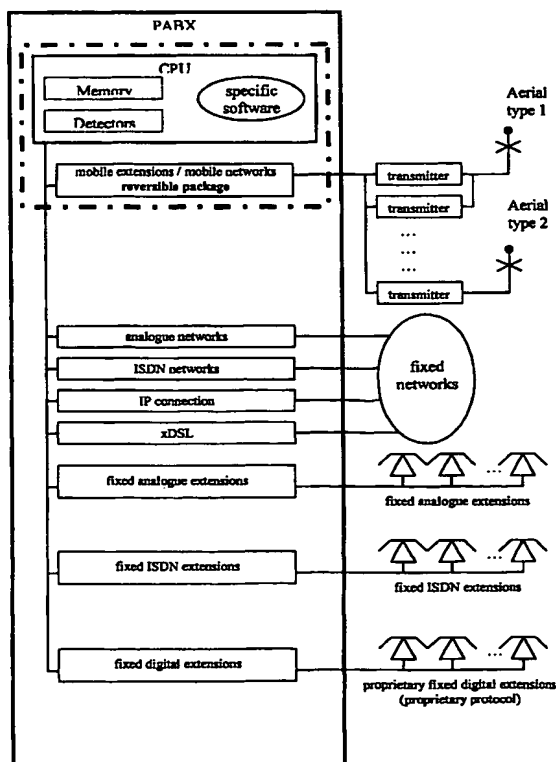 PABX
CPU
Memory
Detectors
specific
software
mobile extensions / mobile networks
reversible package
transmitter
transmitter
...
...
transmitter
Aerial
type 1
Aerial
type 2
analogue networks
ISDN networks
IP connection
xDSL
fixed
networks
fixed analogue extensions
...
fixed analogue extensions
fixed ISDN extensions
...
fixed ISDN extensions
fixed digital extensions
...
proprietary fixed digital extensions
(proprietary protocol)